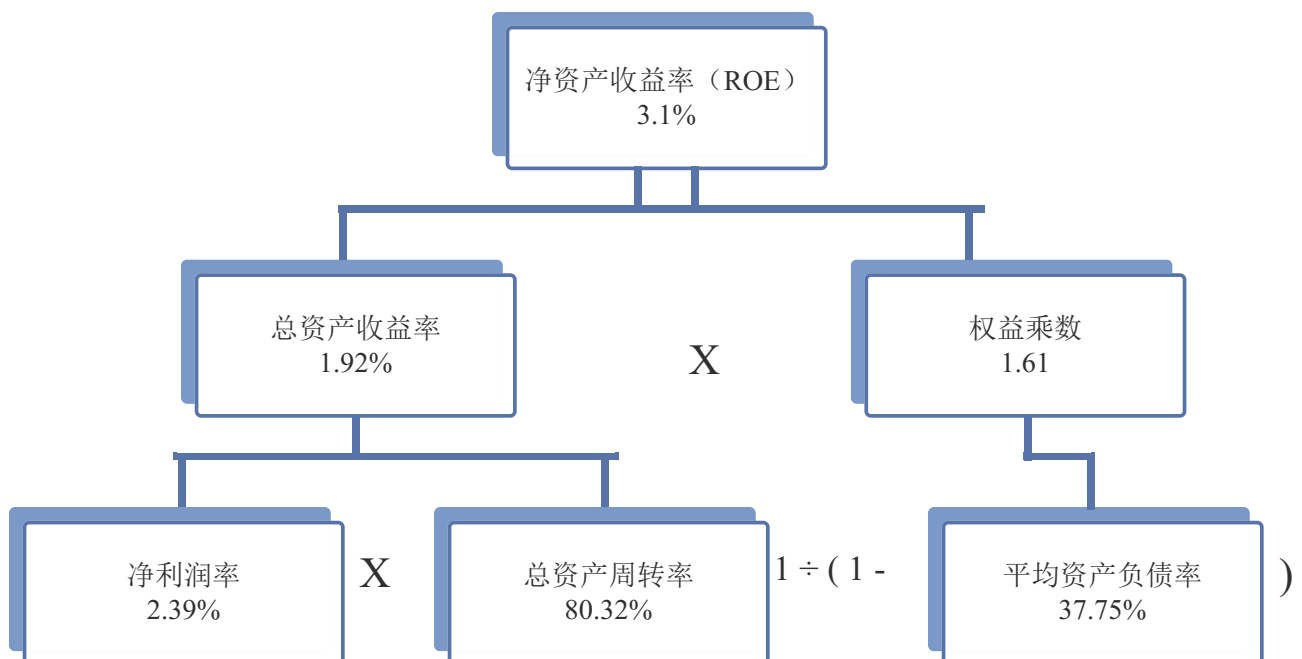 净资产收益率（ROE）
3.1%
总资产收益率
1.92%
X
权益乘数
1.61
净利润率
2.39%
X
总资产周转率
80.32%
1 ÷ ( 1 -
平均资产负债率
37.75%
)